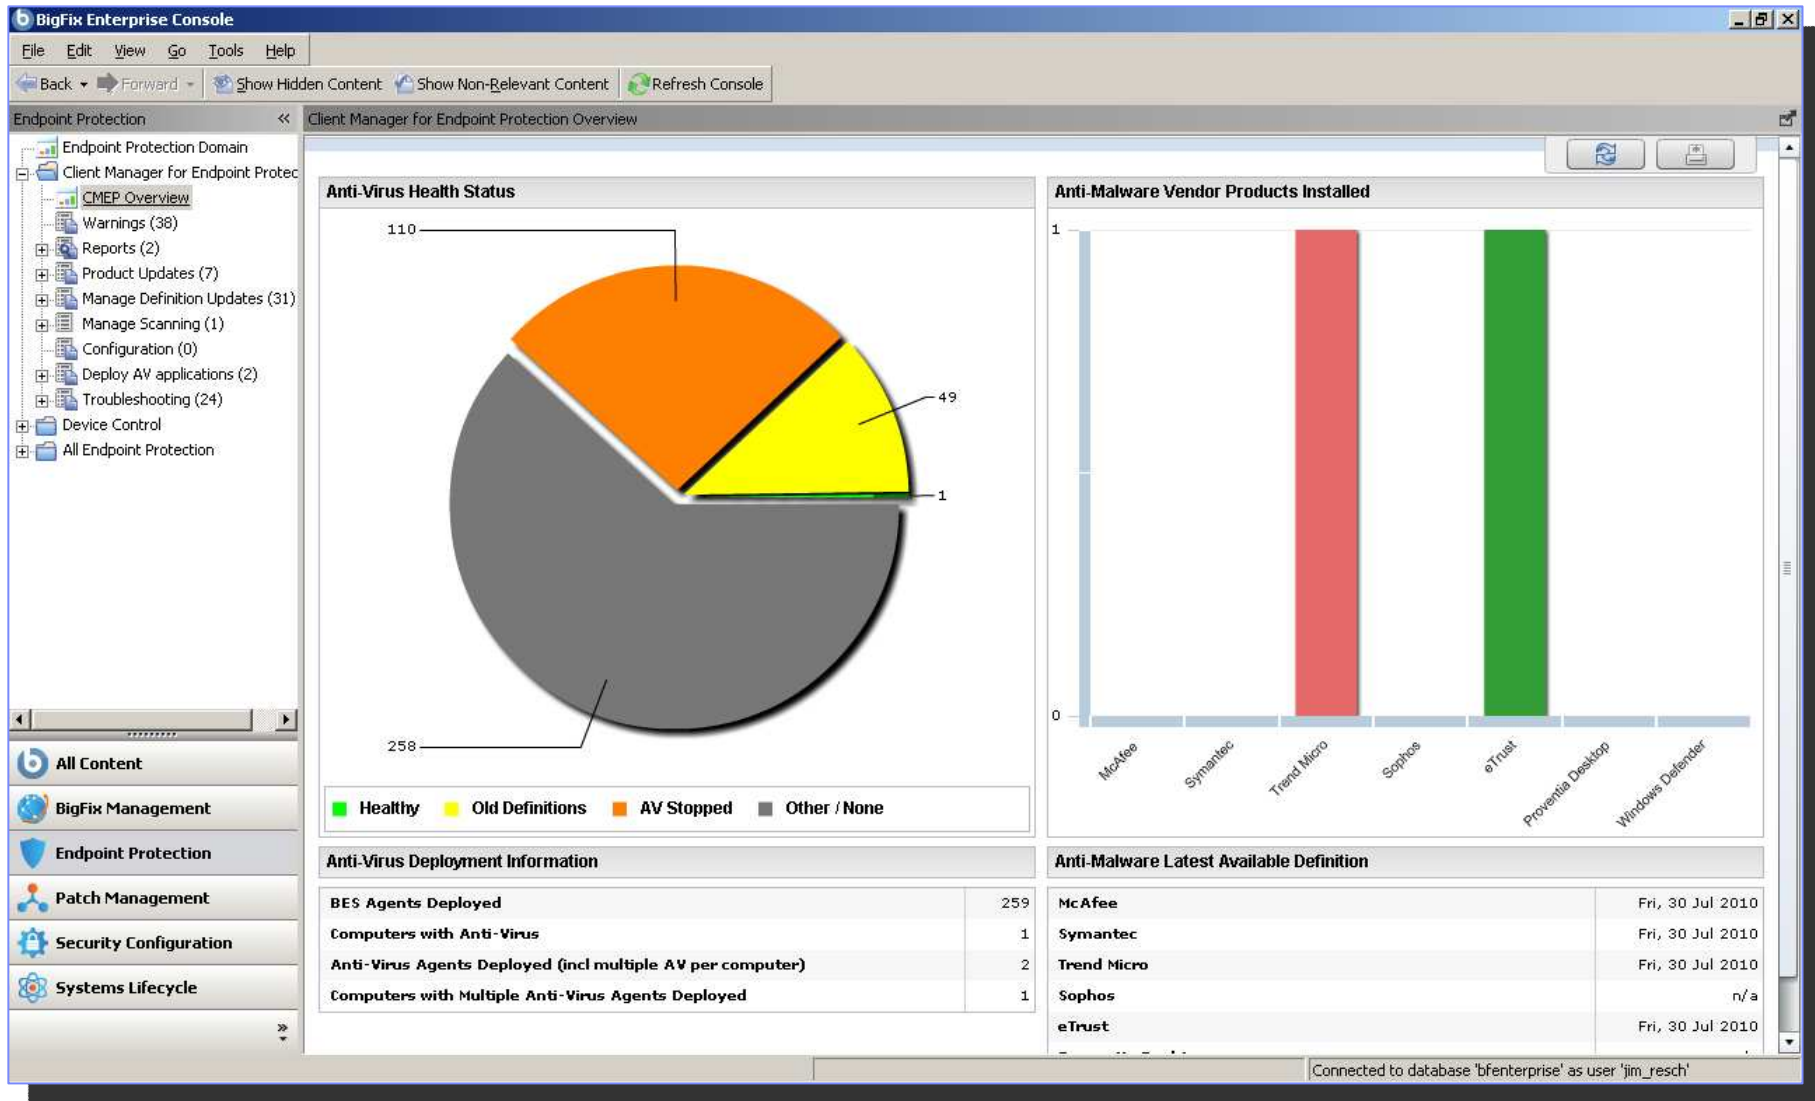 BigFix Enterprise Console
File Edit View Go Tools Help
Back Forward Show Hidden Content Show Non-Relevant Content Refresh Console
Endpoint Protection «
Client Manager for Endpoint Protection Overview
Endpoint Protection Domain
Client Manager for Endpoint Protec
CMEP Overview
Warnings (38)
Reports (2)
Product Updates (7)
Manage Definition Updates (31)
Manage Scanning (1)
Configuration (0)
Deploy AV applications (2)
Troubleshooting (24)
Device Control
All Endpoint Protection
All Content
BigFix Management
Endpoint Protection
Patch Management
Security Configuration
Systems Lifecycle
»
Anti-Virus Health Status
110
49
1
258
Healthy Old Definitions AV Stopped Other / None
Anti-Malware Vendor Products Installed
1
0
McAfee
Symantec
Trend Micro
Sophos
eTrust
Proventia Desktop
Windows Defender
Anti-Virus Deployment Information
BES Agents Deployed 259
Computers with Anti-Virus 1
Anti-Virus Agents Deployed (incl multiple AV per computer) 2
Computers with Multiple Anti-Virus Agents Deployed 1
Anti-Malware Latest Available Definition
McAfee Fri, 30 Jul 2010
Symantec Fri, 30 Jul 2010
Trend Micro Fri, 30 Jul 2010
Sophos n/a
eTrust Fri, 30 Jul 2010
Connected to database 'bfenterprise' as user 'jim_resch'